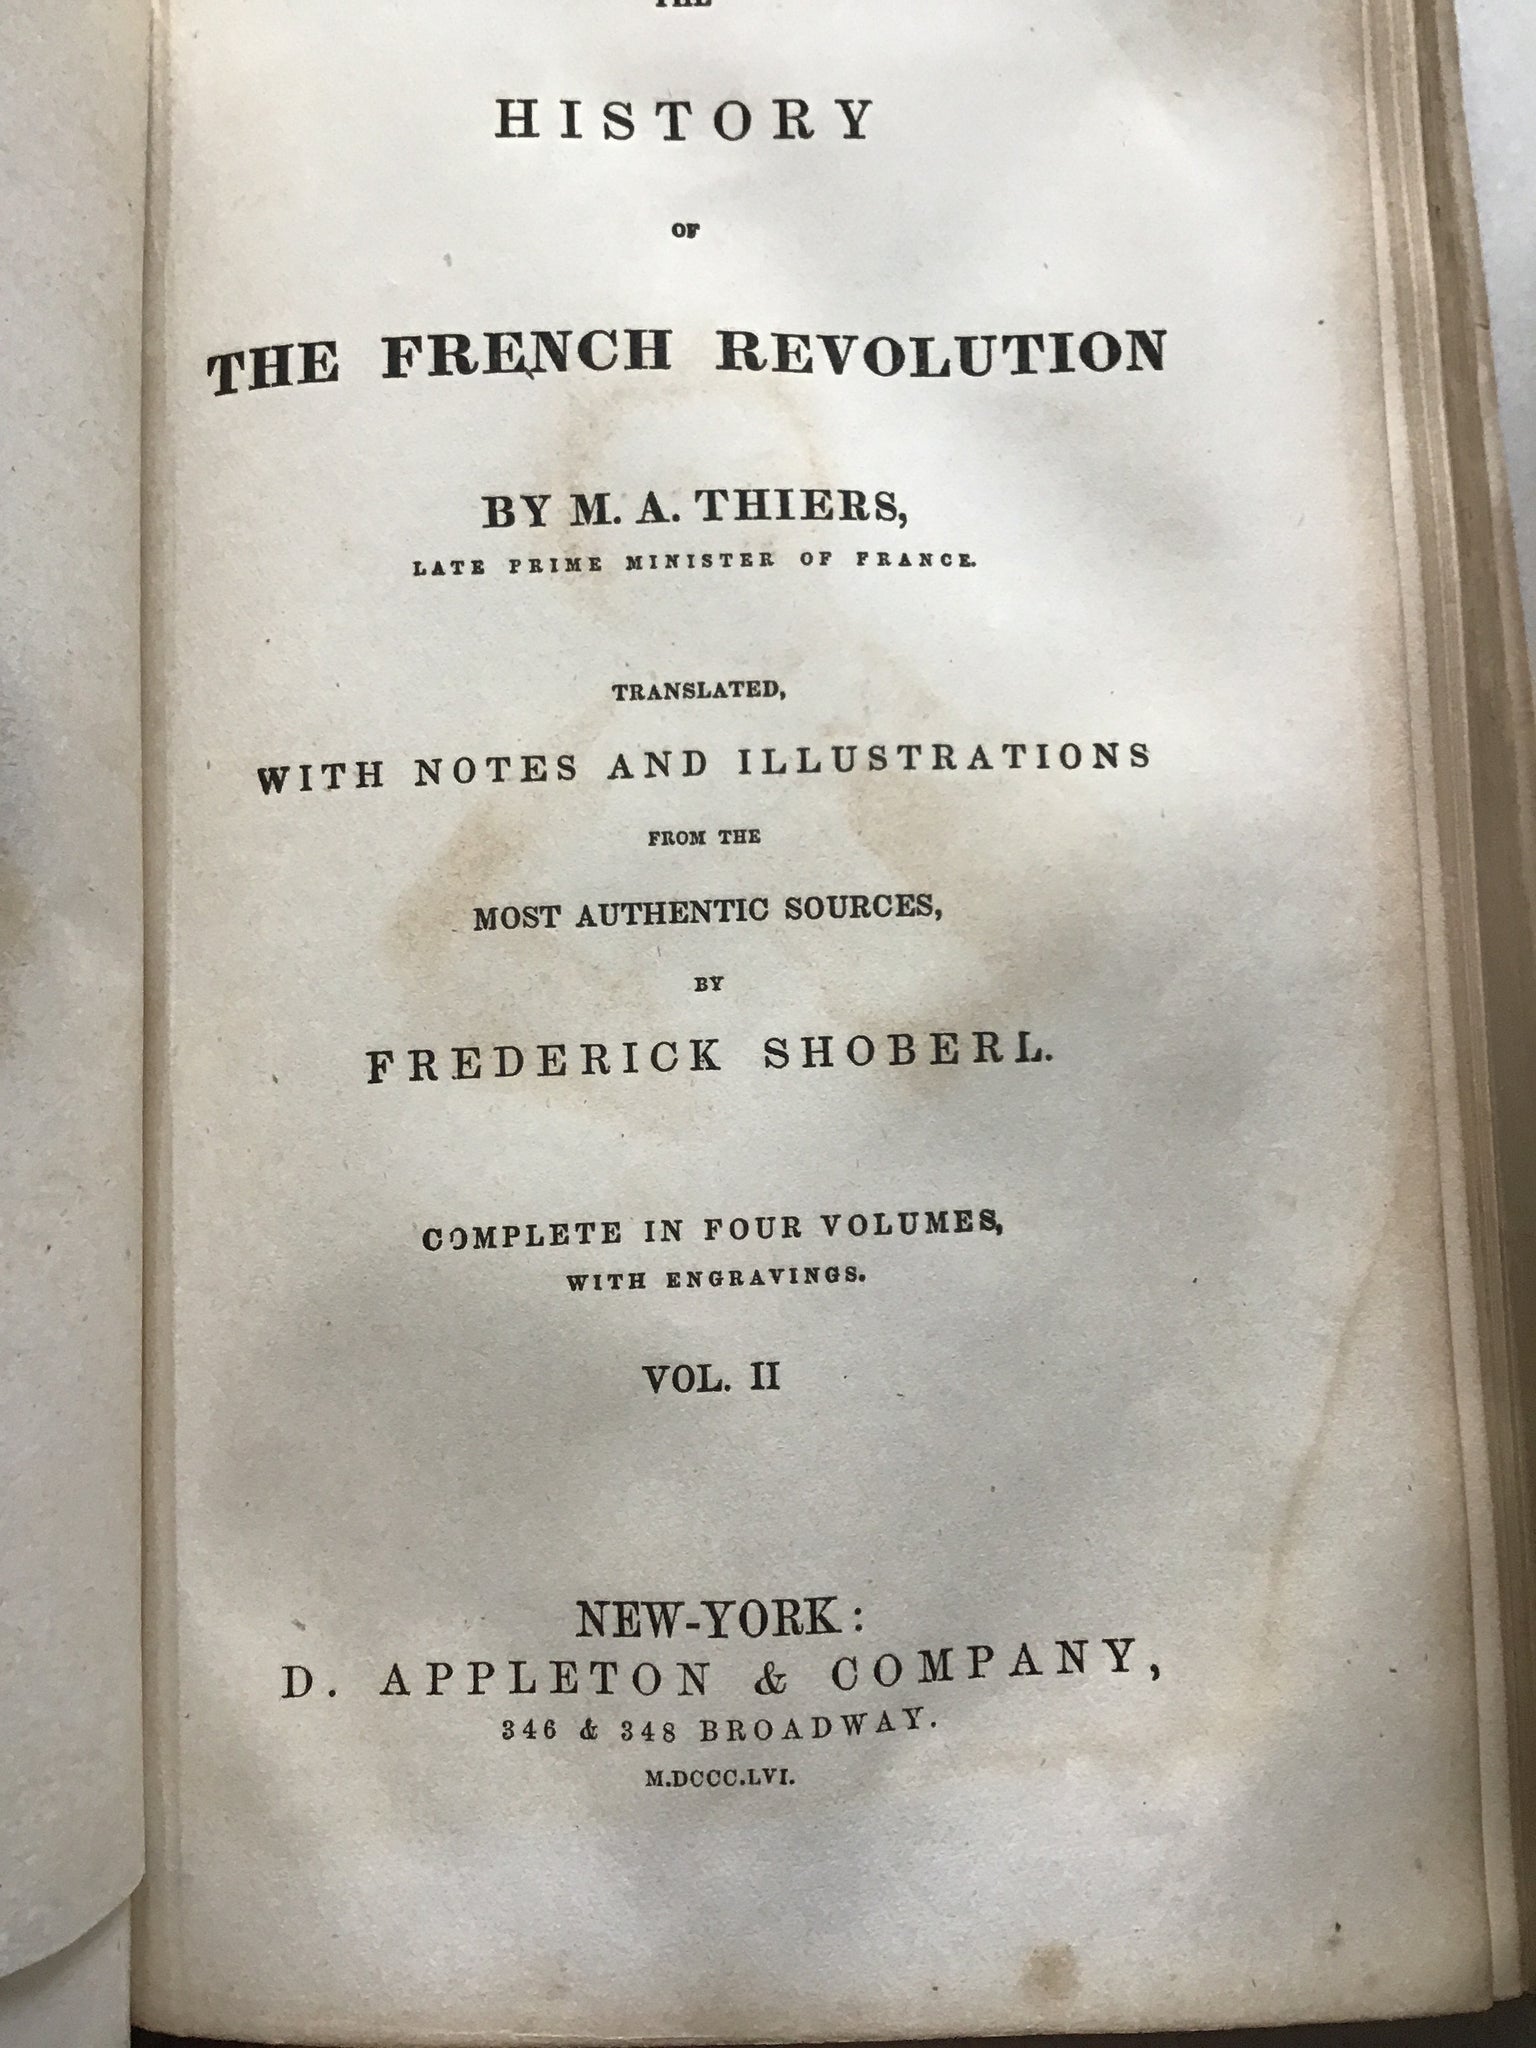 THE
HISTORY
OF
THE FRENCH REVOLUTION
BY M. A. THIERS,
LATE PRIME MINISTER OF FRANCE.
TRANSLATED,
WITH NOTES AND ILLUSTRATIONS
FROM THE
MOST AUTHENTIC SOURCES,
BY
FREDERICK SHOBERL.
COMPLETE IN FOUR VOLUMES,
WITH ENGRAVINGS.
VOL. II
NEW-YORK:
D. APPLETON & COMPANY,
346 & 348 BROADWAY.
M.DCCC.LVI.